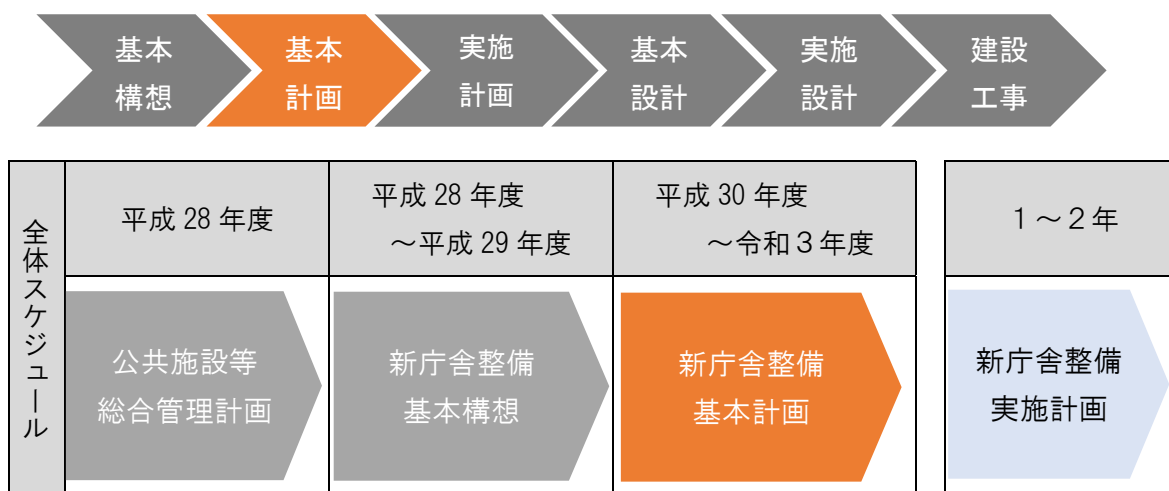 基本
構想
基本
計画
実施
計画
基本
設計
実施
設計
建設
工事
全体スケジュール
平成 28 年度
平成 28 年度
～平成 29 年度
平成 30 年度
～令和３年度
１～２年
公共施設等
総合管理計画
新庁舎整備
基本構想
新庁舎整備
基本計画
新庁舎整備
実施計画